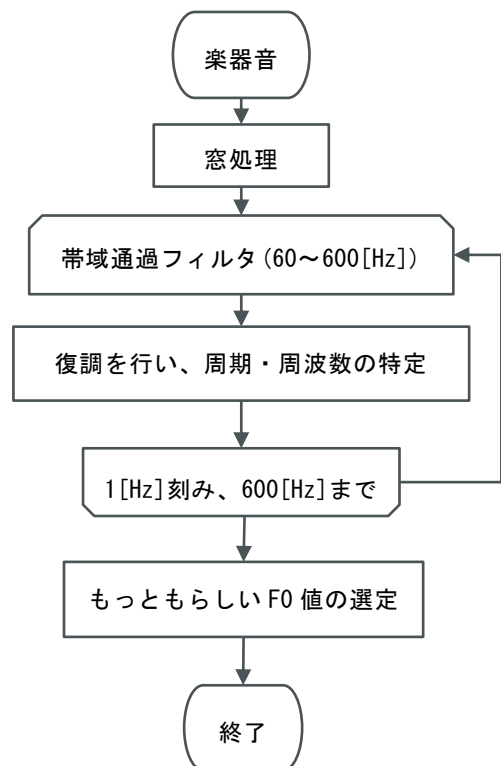 楽器音
窓処理
帯域通過フィルタ(60～600[Hz])
復調を行い、周期・周波数の特定
1[Hz]刻み、600[Hz]まで
もっともらしい F0 値の選定
終了